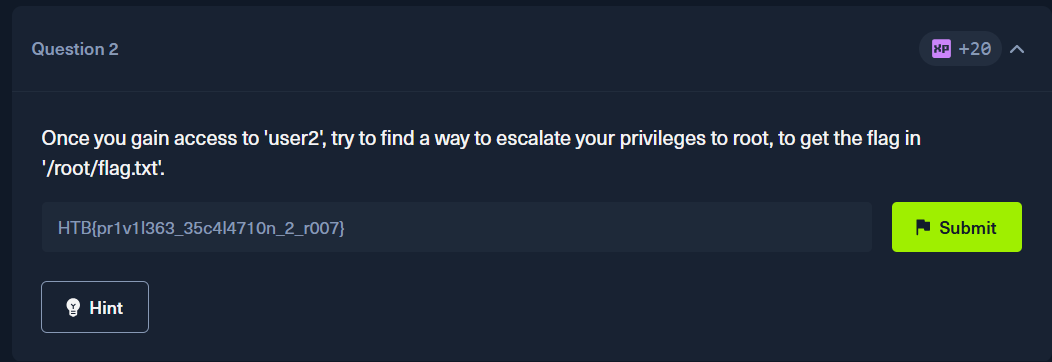 Question 2
XP +20
Once you gain access to 'user2', try to find a way to escalate your privileges to root, to get the flag in
'/root/flag.txt'.
HTB{pr1v1l363_35c4l4710n_2_r007}
Submit
Hint